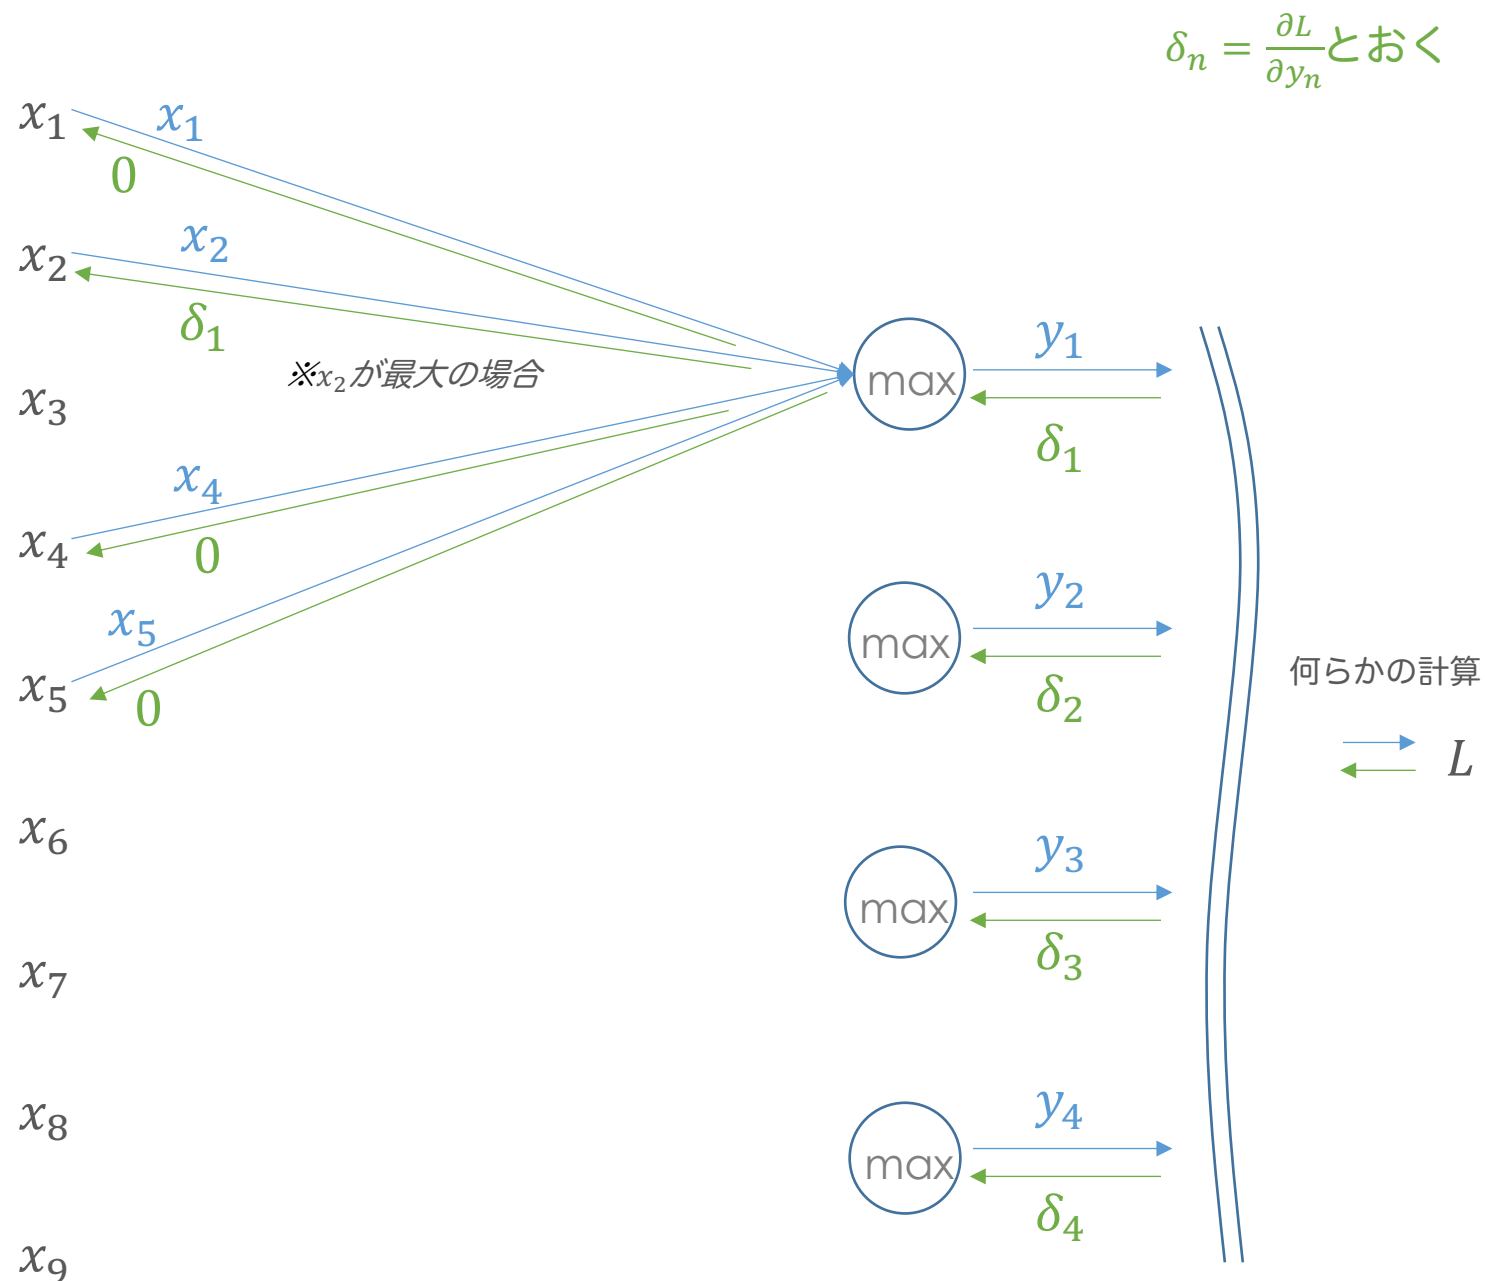 δₙ = ∂L/∂yₙ とおく
x₁
x₁
0
x₂
x₂
δ₁
※x₂が最大の場合
x₃
x₄
x₄
0
x₅
x₅
0
x₆
x₇
x₈
x₉
max
y₁
δ₁
max
y₂
δ₂
max
y₃
δ₃
max
y₄
δ₄
何らかの計算
L